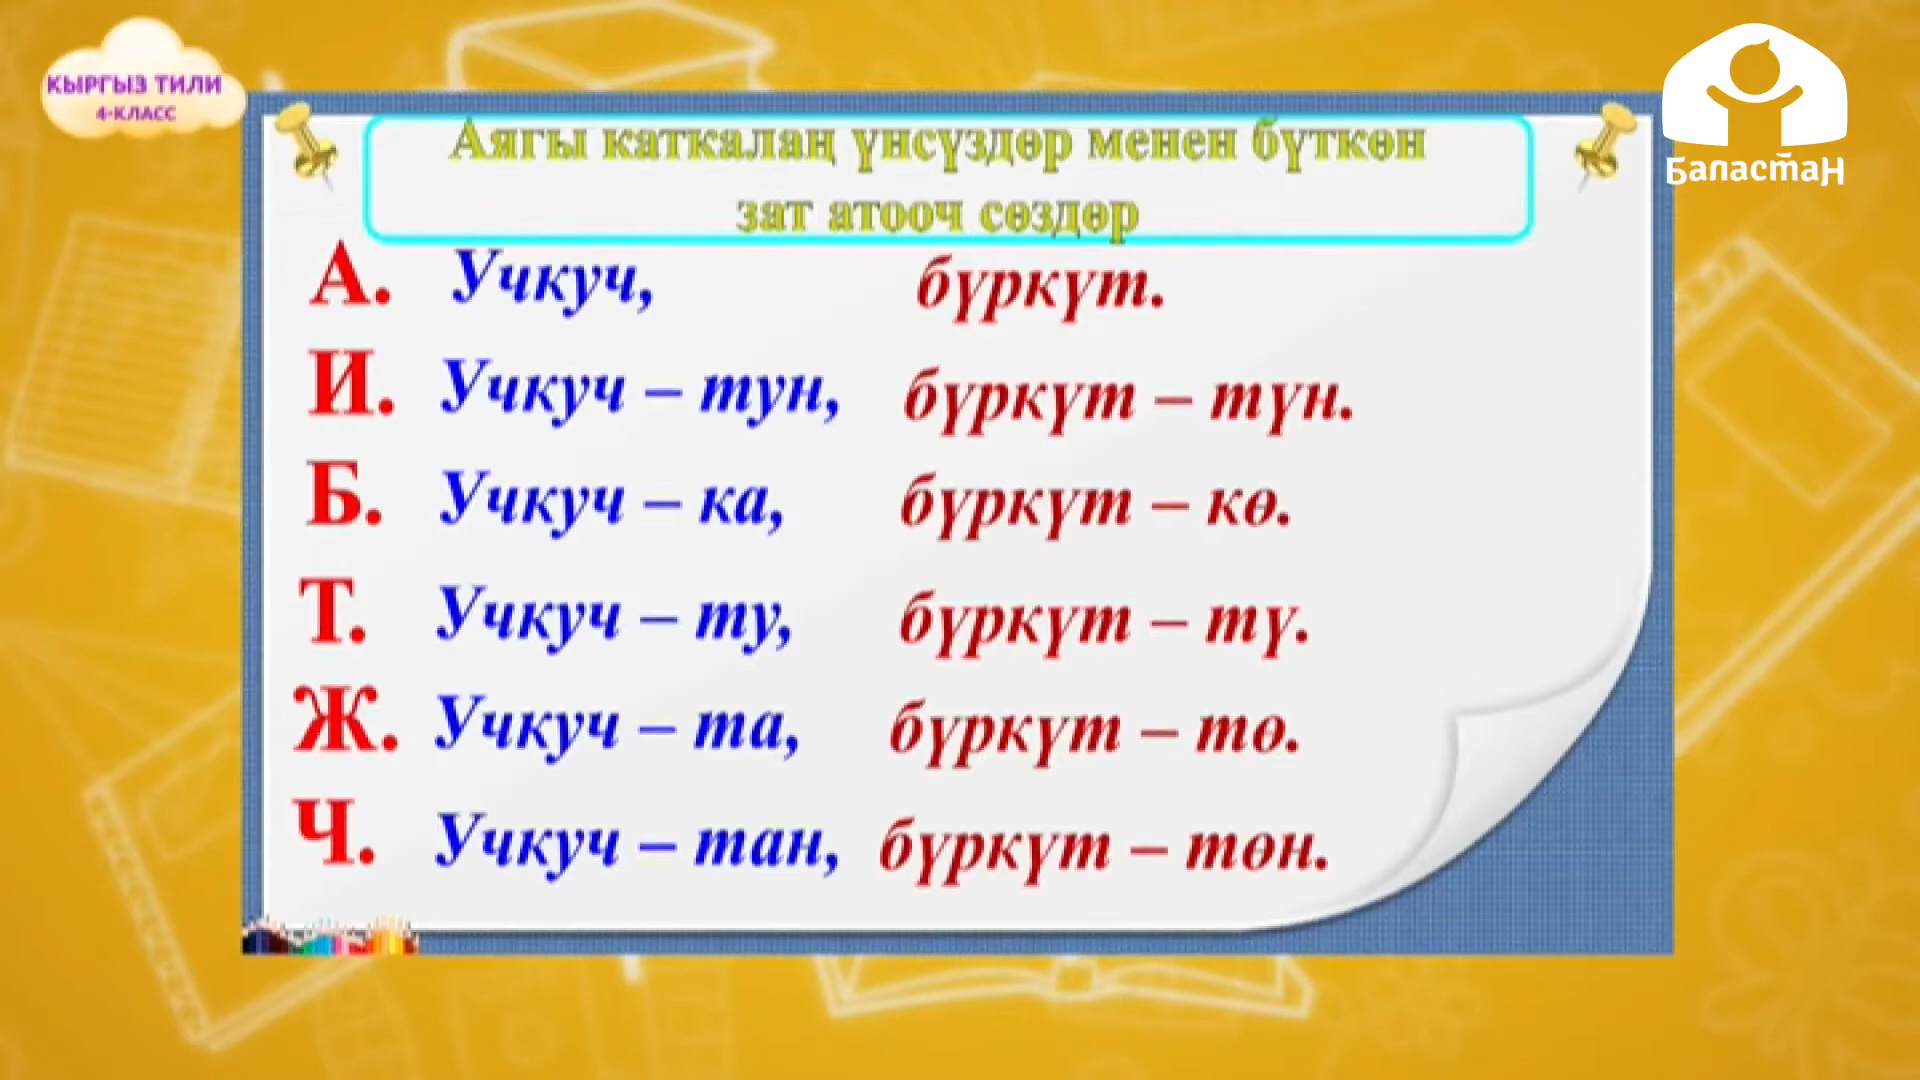 КЫРГЫЗ ТИЛИ
4-КЛАСС
Баластан
Аягы каткалаң үнсүздөр менен бүткөн
зат атооч сөздөр
А. Учкуч, бүркүт.
И. Учкуч – тун, бүркүт – түн.
Б. Учкуч – ка, бүркүт – кө.
Т. Учкуч – ту, бүркүт – тү.
Ж. Учкуч – та, бүркүт – тө.
Ч. Учкуч – тан, бүркүт – төн.